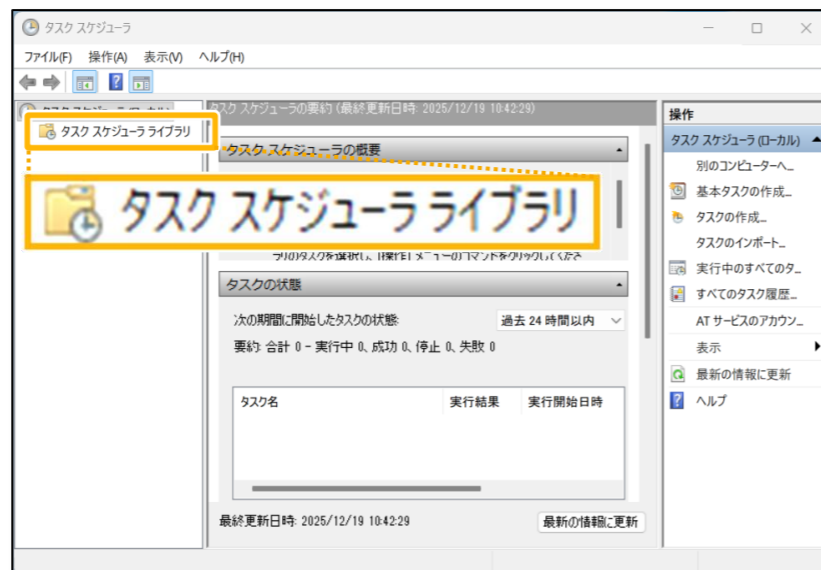 タスク スケジューラ
ファイル(F) 操作(A) 表示(V) ヘルプ(H)
タスク スケジューラの要約 (最終更新日時: 2025/12/19 10:42:29)
タスク スケジューラ ライブラリ
タスク スケジューラの概要
タスク スケジューラ ライブラリ
タスクの状態
次の期間に開始したタスクの状態:
過去 24 時間以内
要約: 合計 0 - 実行中 0、成功 0、停止 0、失敗 0
タスク名 実行結果 実行開始日時
最終更新日時: 2025/12/19 10:42:29
最新の情報に更新
操作
タスク スケジューラ (ローカル)
別のコンピューターへ...
基本タスクの作成...
タスクの作成...
タスクのインポート...
実行中のすべてのタ...
すべてのタスク履歴...
AT サービスのアカウン...
表示
最新の情報に更新
ヘルプ